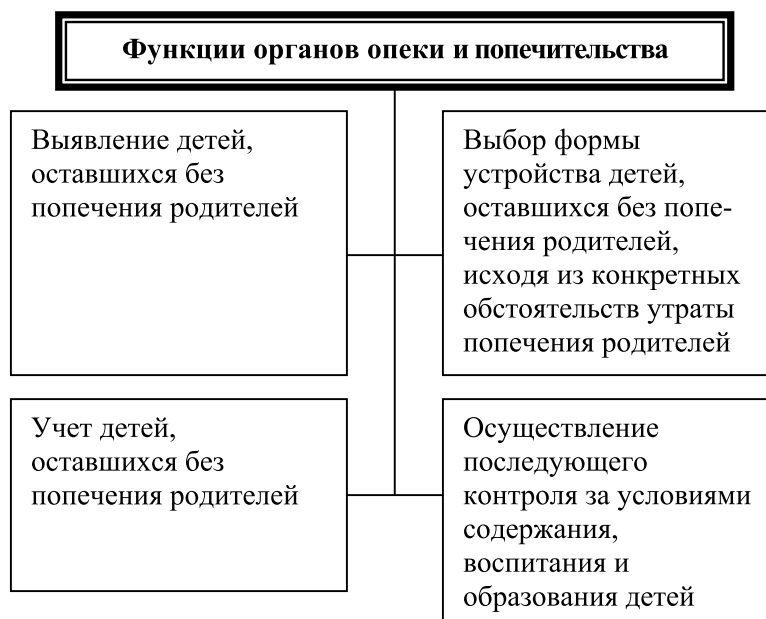 Функции органов опеки и попечительства
Выявление детей,
оставшихся без
попечения родителей
Выбор формы
устройства детей,
оставшихся без попе-
чения родителей,
исходя из конкретных
обстоятельств утраты
попечения родителей
Учет детей,
оставшихся без
попечения родителей
Осуществление
последующего
контроля за условиями
содержания,
воспитания и
образования детей